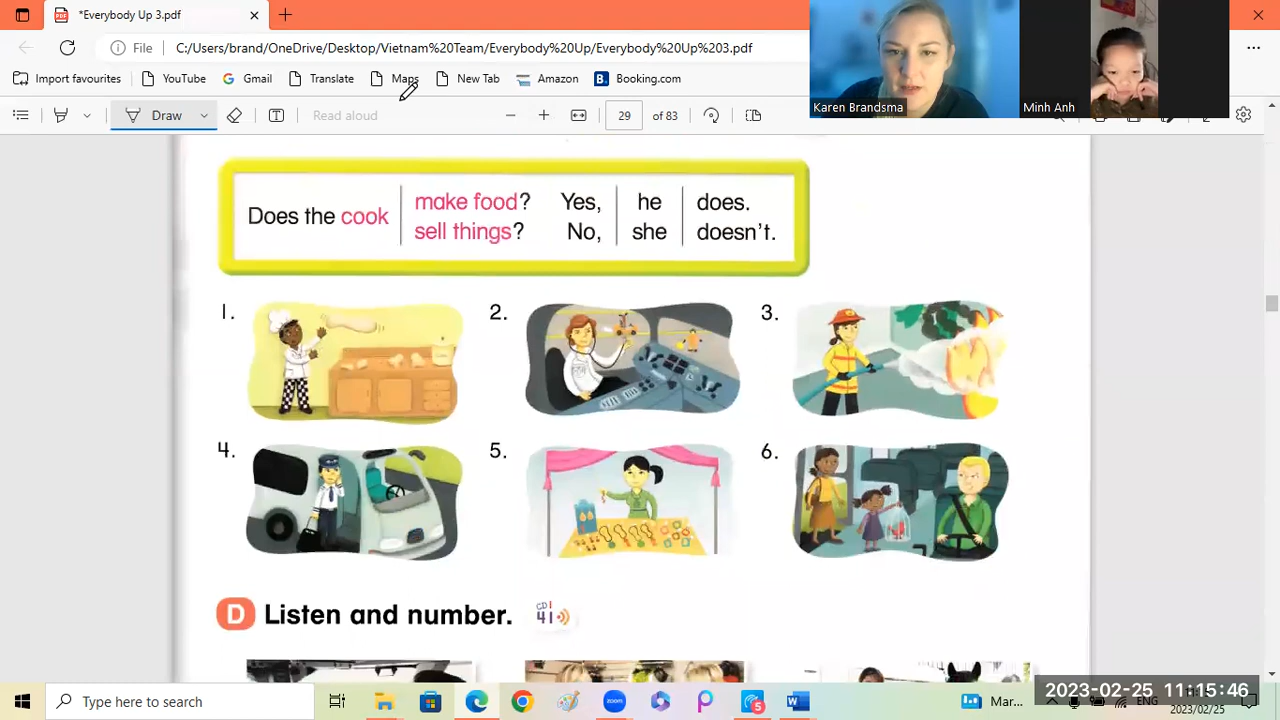 *Everybody Up 3.pdf
File
C:/Users/brand/OneDrive/Desktop/Vietnam%20Team/Everybody%20Up/Everybody%20Up%203.pdf
Import favourites
YouTube
Gmail
Translate
Maps
New Tab
Amazon
B.
Booking.com
Karen Brandsma
Minh Anh
Draw
Read aloud
29
of 83
Does the cook
make food?
sell things?
Yes,
No,
he
she
does.
doesn't.
1.
2.
3.
4.
5.
6.
D Listen and number.
CD1
41
Type here to search
zoom
5
Mar...
ENG
2023-02-25 11:15:46
2023/02/25